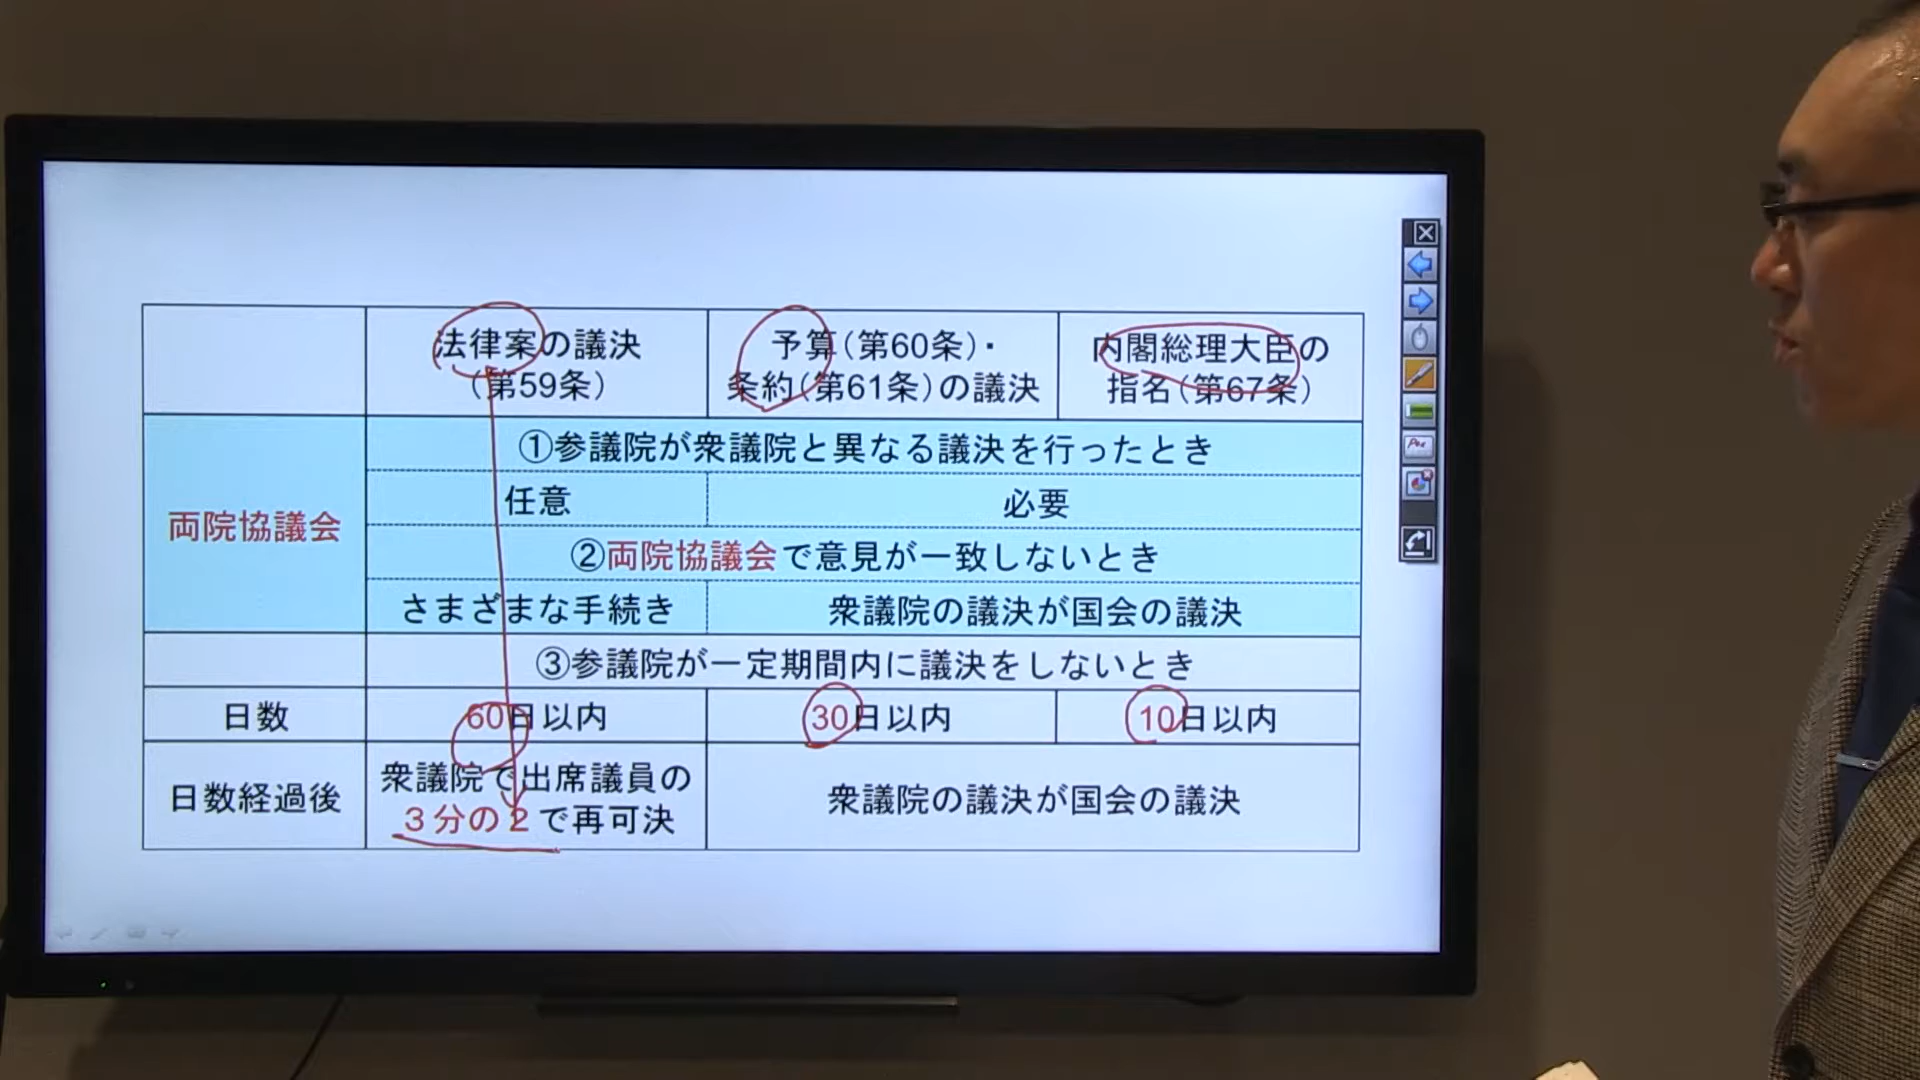 法律案の議決
(第59条)
予算(第60条)・
条約(第61条)の議決
内閣総理大臣の
指名(第67条)
両院協議会
①参議院が衆議院と異なる議決を行ったとき
任意
必要
②両院協議会で意見が一致しないとき
さまざまな手続き
衆議院の議決が国会の議決
③参議院が一定期間内に議決をしないとき
日数
60日以内
30日以内
10日以内
日数経過後
衆議院で出席議員の
3分の2で再可決
衆議院の議決が国会の議決
Pen